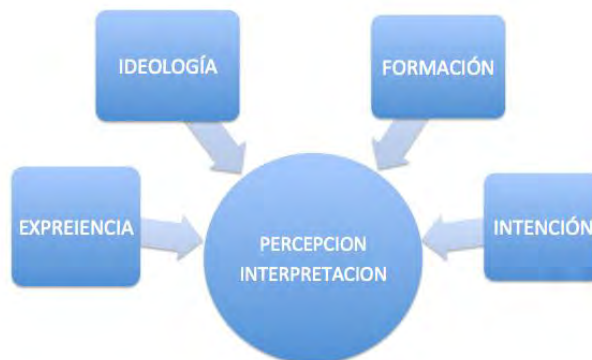 IDEOLOGÍA
FORMACIÓN
EXPREIENCIA
INTENCIÓN
PERCEPCION
INTERPRETACION